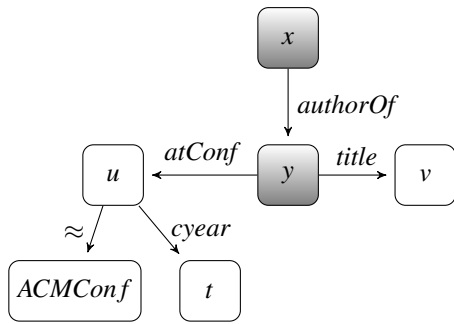 x
authorOf
atConf
title
u
y
v
≈
cyear
ACMConf
t